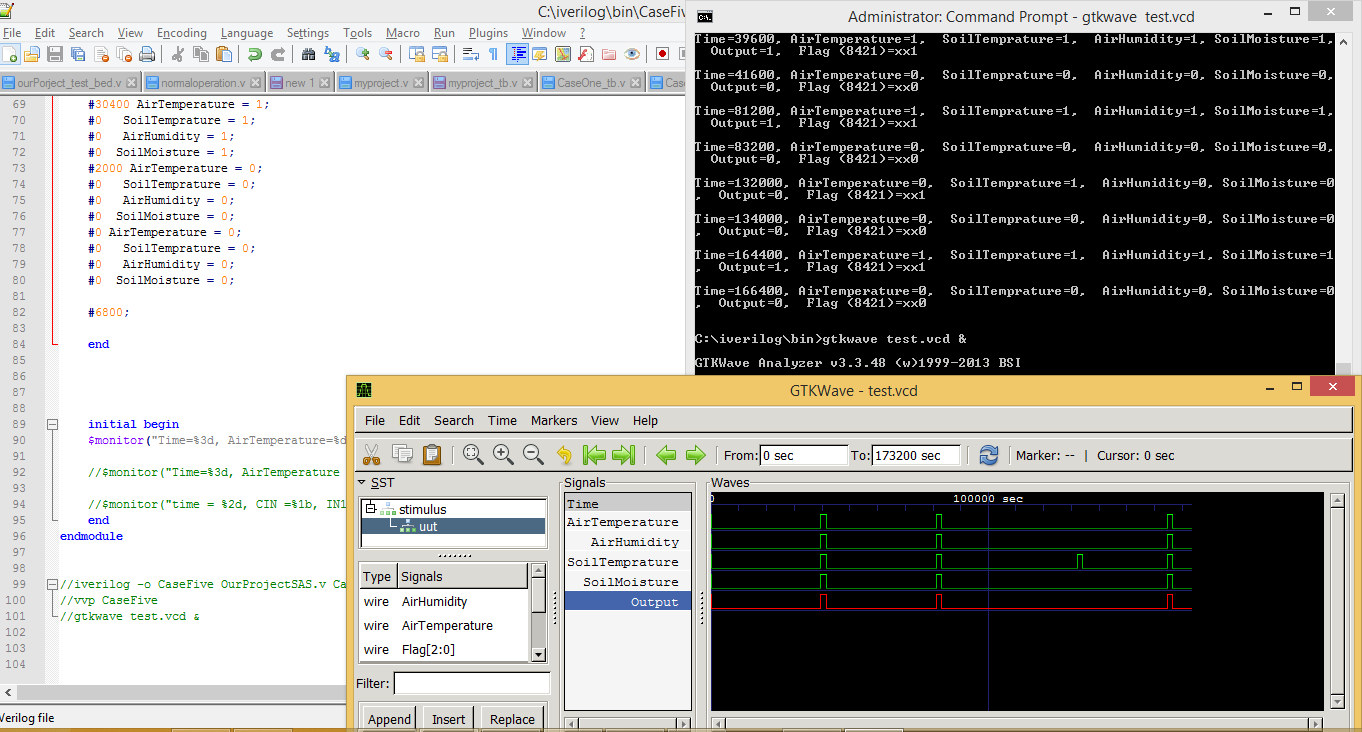 C:\iverilog\bin\CaseFiv
File Edit Search View Encoding Language Settings Tools Macro Run Plugins Window ?
ourPorject_test_bed.v normaloperation.v new 1 myproject.v myproject_tb.v CaseOne_tb.v Cas
69 #30400 AirTemperature = 1;
70 #0 SoilTemprature = 1;
71 #0 AirHumidity = 1;
72 #0 SoilMoisture = 1;
73 #2000 AirTemperature = 0;
74 #0 SoilTemprature = 0;
75 #0 AirHumidity = 0;
76 #0 SoilMoisture = 0;
77 #0 AirTemperature = 0;
78 #0 SoilTemprature = 0;
79 #0 AirHumidity = 0;
80 #0 SoilMoisture = 0;
81
82 #6800;
83
84 end
85
86
87
88
89 initial begin
90 $monitor("Time=%3d, AirTemperature=%d
91
92 //$monitor("Time=%3d, AirTemperature
93
94 //$monitor("time = %2d, CIN =%1b, IN1
95 end
96 endmodule
97
98
99 //iverilog -o CaseFive OurProjectSAS.v Ca
100 //vvp CaseFive
101 //gtkwave test.vcd &
102
103
104
Verilog file
Administrator: Command Prompt - gtkwave test.vcd
Time=39600, AirTemperature=1, SoilTemprature=1, AirHumidity=1, SoilMoisture=1,
Output=1, Flag (8421)=xx1
Time=41600, AirTemperature=0, SoilTemprature=0, AirHumidity=0, SoilMoisture=0,
Output=0, Flag (8421)=xx0
Time=81200, AirTemperature=1, SoilTemprature=1, AirHumidity=1, SoilMoisture=1,
Output=1, Flag (8421)=xx1
Time=83200, AirTemperature=0, SoilTemprature=0, AirHumidity=0, SoilMoisture=0,
Output=0, Flag (8421)=xx0
Time=132000, AirTemperature=0, SoilTemprature=1, AirHumidity=0, SoilMoisture=0
, Output=0, Flag (8421)=xx1
Time=134000, AirTemperature=0, SoilTemprature=0, AirHumidity=0, SoilMoisture=0
, Output=0, Flag (8421)=xx0
Time=164400, AirTemperature=1, SoilTemprature=1, AirHumidity=1, SoilMoisture=1
, Output=1, Flag (8421)=xx1
Time=166400, AirTemperature=0, SoilTemprature=0, AirHumidity=0, SoilMoisture=0
, Output=0, Flag (8421)=xx0
C:\iverilog\bin>gtkwave test.vcd &
GTKWave Analyzer v3.3.48 (w)1999-2013 BSI
GTKWave - test.vcd
File Edit Search Time Markers View Help
From: 0 sec To: 173200 sec Marker: -- | Cursor: 0 sec
SST
stimulus
uut
Type Signals
wire AirHumidity
wire AirTemperature
wire Flag[2:0]
Filter:
Append Insert Replace
Signals
Time
AirTemperature
AirHumidity
SoilTemprature
SoilMoisture
Output
Waves
0 100000 sec